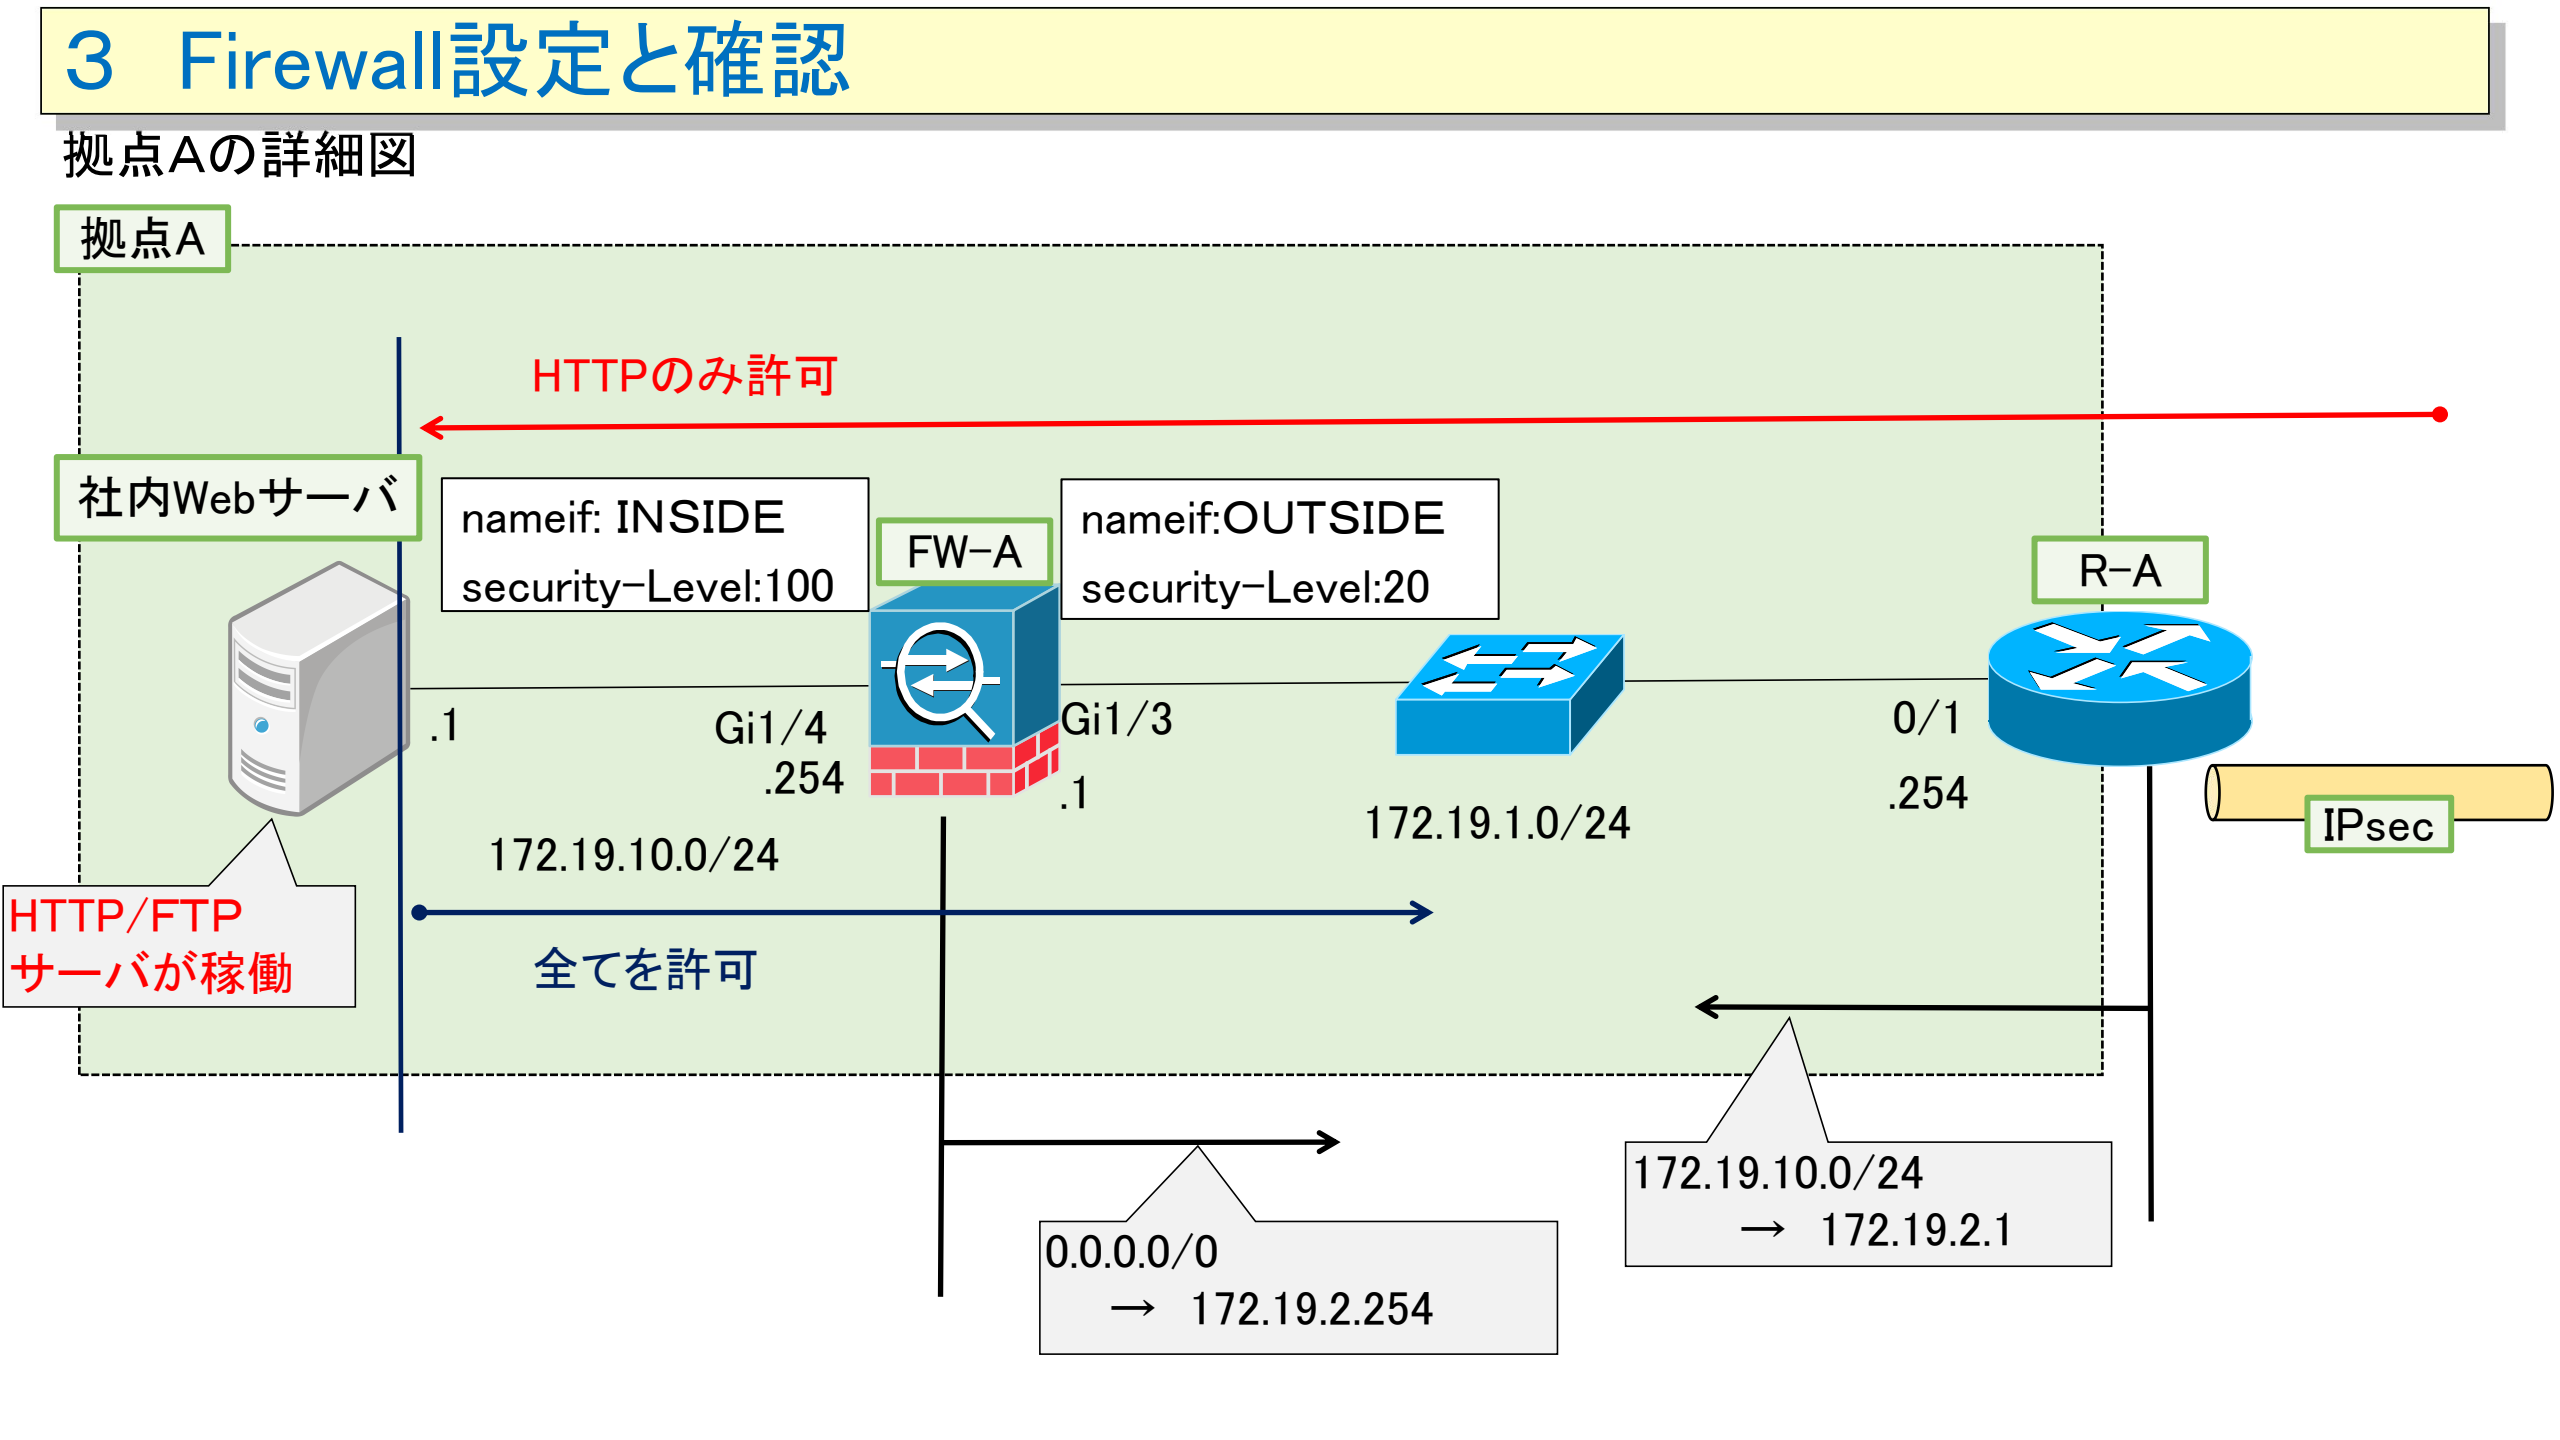 ３　Firewall設定と確認
拠点Ａの詳細図
拠点A
HTTPのみ許可
社内Webサーバ
nameif: INSIDE
security-Level:100
FW-A
nameif:OUTSIDE
security-Level:20
R-A
.1
Gi1/4
.254
Gi1/3
.1
172.19.1.0/24
0/1
.254
IPsec
172.19.10.0/24
HTTP/FTP
サーバが稼働
全てを許可
172.19.10.0/24
→ 172.19.2.1
0.0.0.0/0
→ 172.19.2.254